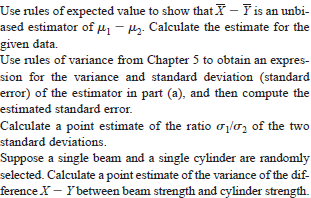 Use rules of expected value to show that X̅ − Y̅ is an unbi-
ased estimator of μ₁ − μ₂. Calculate the estimate for the
given data.
Use rules of variance from Chapter 5 to obtain an expres-
sion for the variance and standard deviation (standard
error) of the estimator in part (a), and then compute the
estimated standard error.
Calculate a point estimate of the ratio σ₁/σ₂ of the two
standard deviations.
Suppose a single beam and a single cylinder are randomly
selected. Calculate a point estimate of the variance of the dif-
ference X − Y between beam strength and cylinder strength.